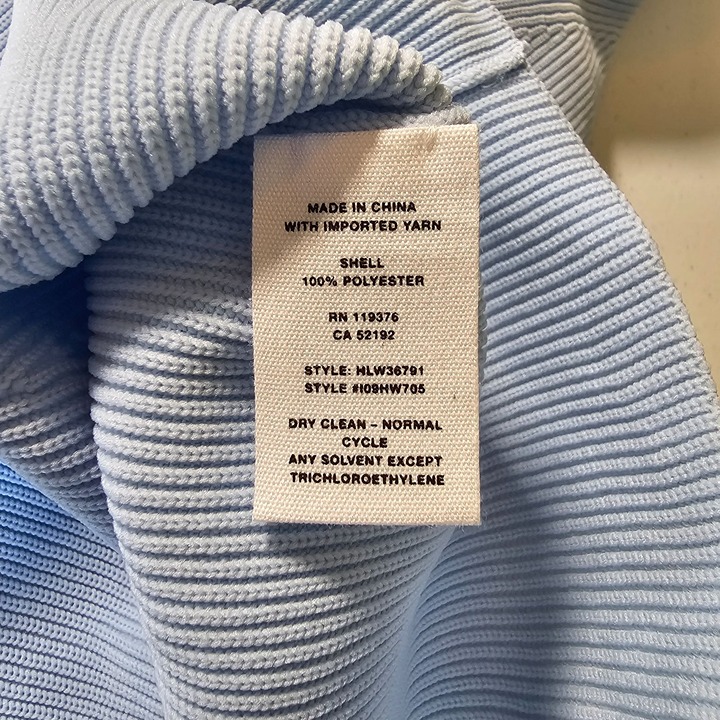 MADE IN CHINA
WITH IMPORTED YARN
SHELL
100% POLYESTER
RN 119376
CA 52192
STYLE: HLW36791
STYLE #I09HW705
DRY CLEAN - NORMAL
CYCLE
ANY SOLVENT EXCEPT
TRICHLOROETHYLENE